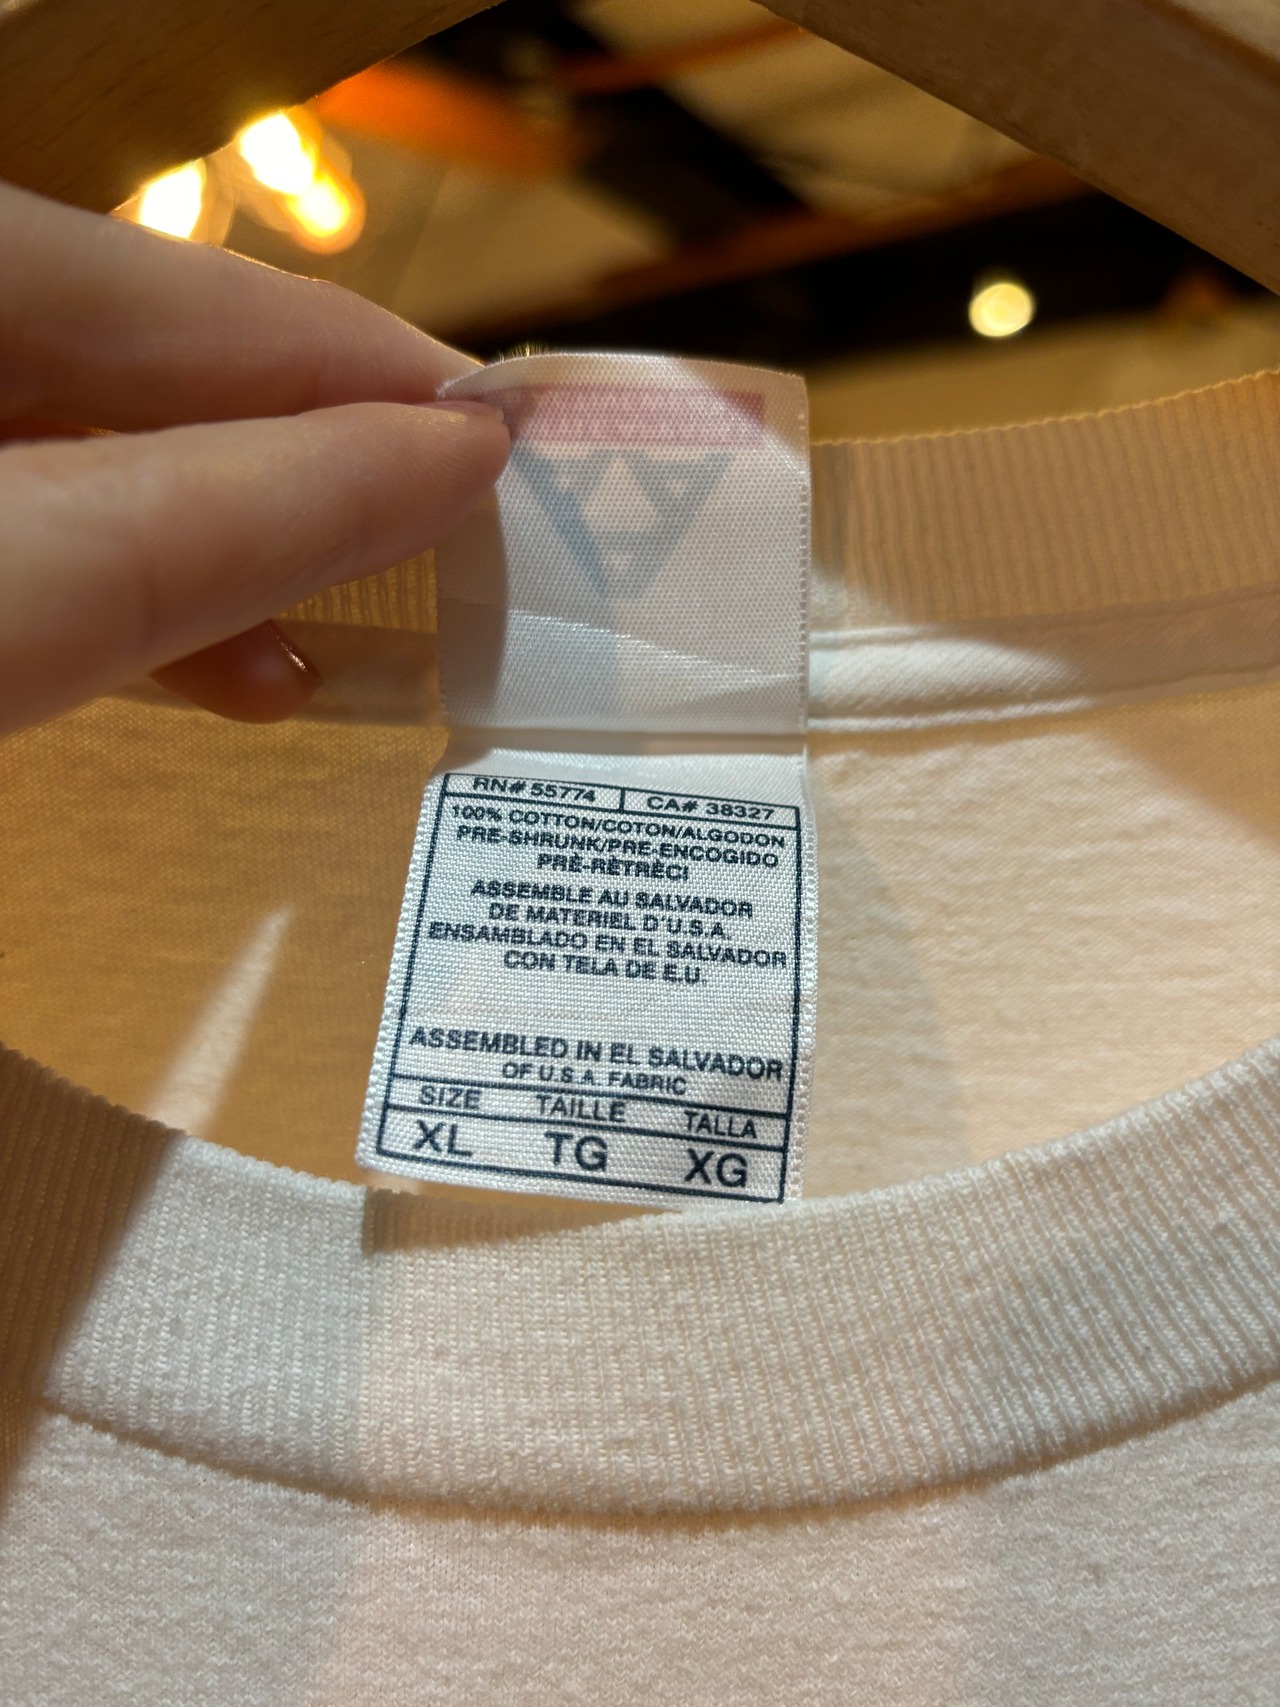 RN# 55774 CA# 38327
100% COTTON/COTON/ALGODON
PRE-SHRUNK/PRE-ENCOGIDO
PRÉ-RÉTRÉCI
ASSEMBLE AU SALVADOR
DE MATERIEL D'U.S.A.
ENSAMBLADO EN EL SALVADOR
CON TELA DE E.U.
ASSEMBLED IN EL SALVADOR
OF U.S.A. FABRIC
SIZE TAILLE TALLA
XL TG XG